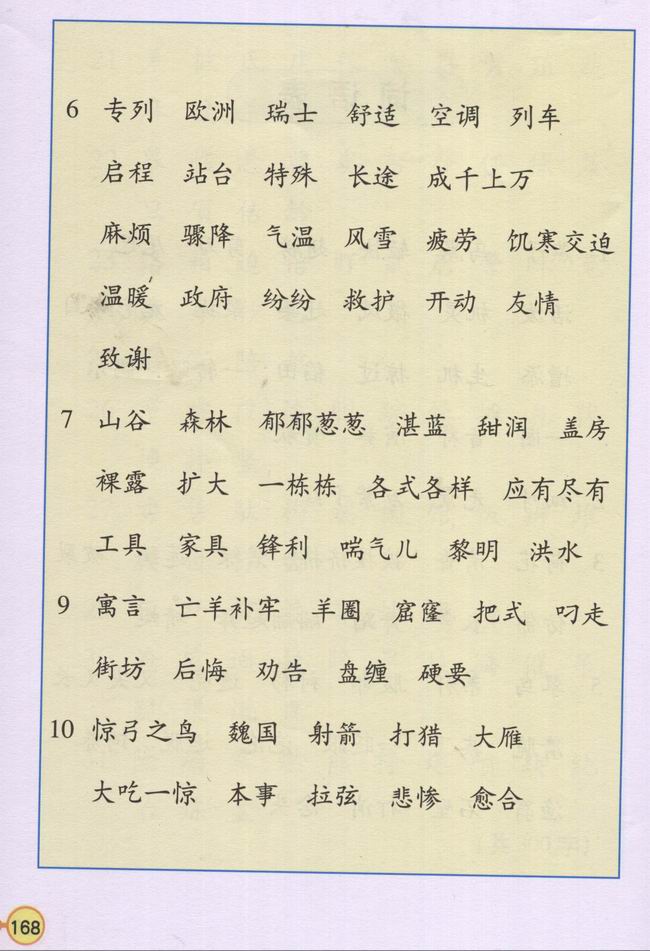 6 专列 欧洲 瑞士 舒适 空调 列车
启程 站台 特殊 长途 成千上万
麻烦 骤降 气温 风雪 疲劳 饥寒交迫
温暖 政府 纷纷 救护 开动 友情
致谢
7 山谷 森林 郁郁葱葱 湛蓝 甜润 盖房
裸露 扩大 一栋栋 各式各样 应有尽有
工具 家具 锋利 喘气儿 黎明 洪水
9 寓言 亡羊补牢 羊圈 窟窿 把式 叼走
街坊 后悔 劝告 盘缠 硬要
10 惊弓之鸟 魏国 射箭 打猎 大雁
大吃一惊 本事 拉弦 悲惨 愈合
168